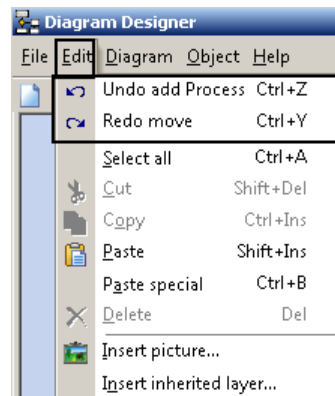 Diagram Designer
File Edit Diagram Object Help
Undo add Process Ctrl+Z
Redo move Ctrl+Y
Select all Ctrl+A
Cut Shift+Del
Copy Ctrl+Ins
Paste Shift+Ins
Paste special Ctrl+B
Delete Del
Insert picture...
Insert inherited layer...